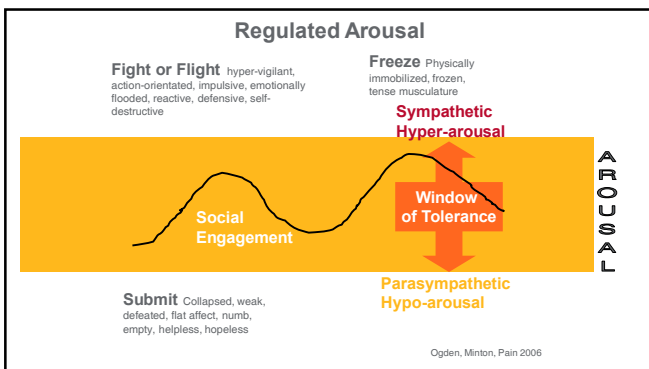 Regulated Arousal
Fight or Flight hyper-vigilant,
action-orientated, impulsive, emotionally
flooded, reactive, defensive, self-
destructive
Freeze Physically
immobilized, frozen,
tense musculature
Sympathetic
Hyper-arousal
Social
Engagement
Window
of Tolerance
AROUSAL
Parasympathetic
Hypo-arousal
Submit Collapsed, weak,
defeated, flat affect, numb,
empty, helpless, hopeless
Ogden, Minton, Pain 2006